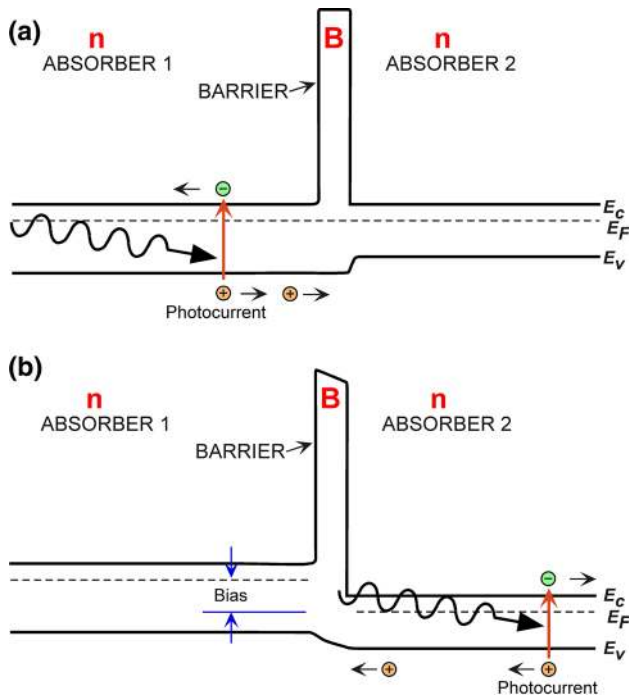 (a)
n
B
n
ABSORBER 1
ABSORBER 2
BARRIER
−
E_c
E_F
E_v
+
+
Photocurrent
(b)
n
B
n
ABSORBER 1
ABSORBER 2
BARRIER
Bias
−
E_c
E_F
E_v
+
+
Photocurrent